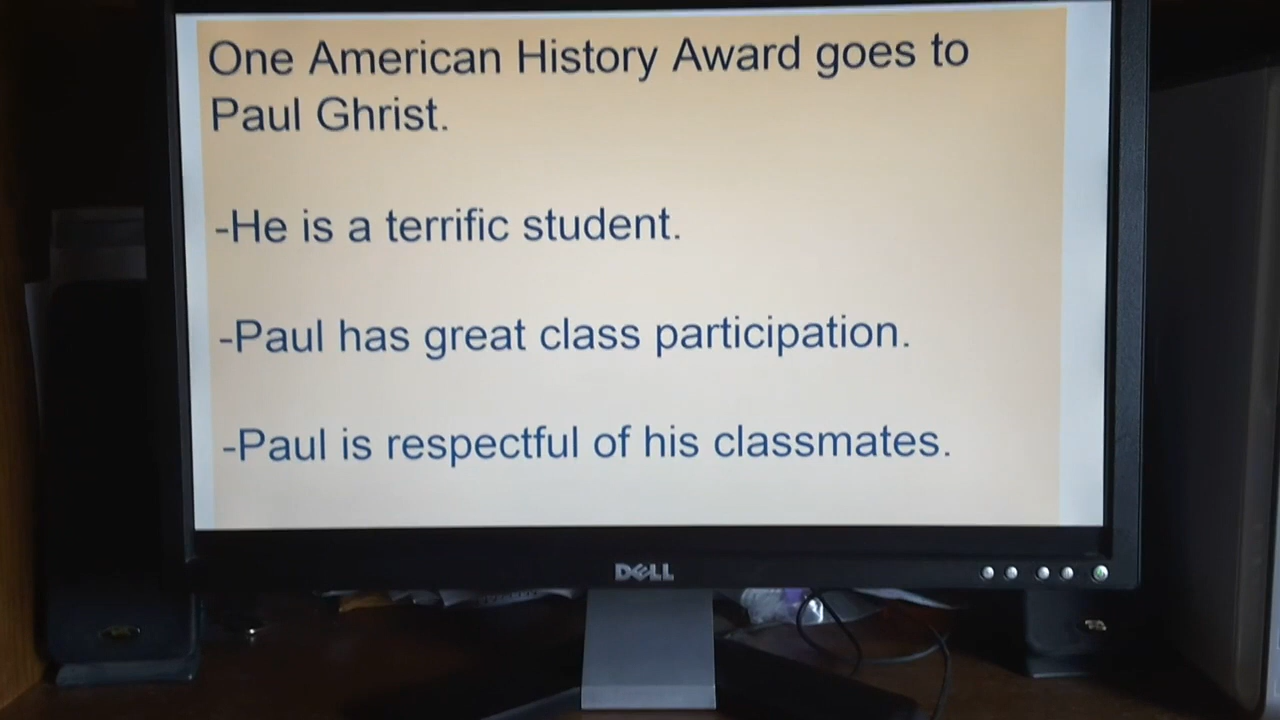 One American History Award goes to
Paul Ghrist.
-He is a terrific student.
-Paul has great class participation.
-Paul is respectful of his classmates.
DELL